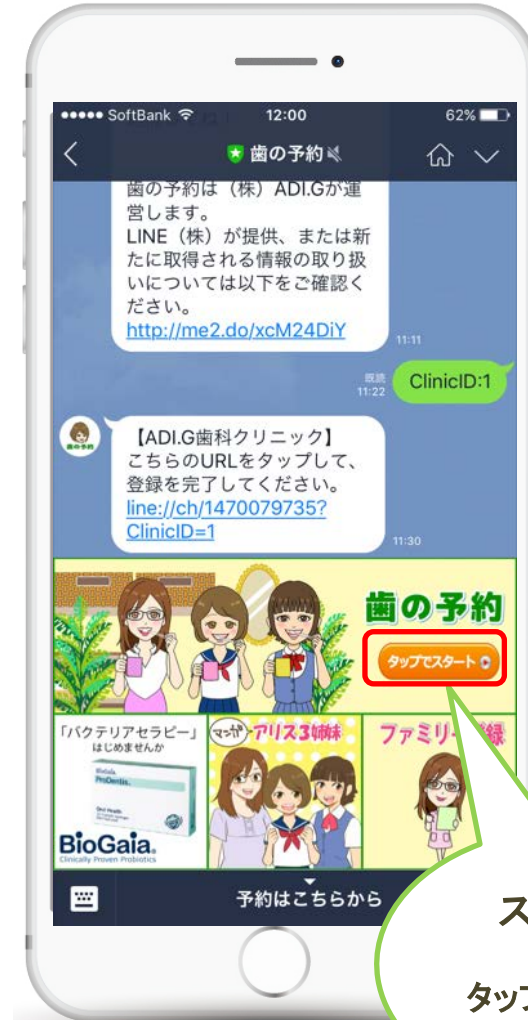 SoftBank 12:00 62%
歯の予約
歯の予約は（株）ADI.Gが運
営します。
LINE（株）が提供、または新
たに取得される情報の取り扱
いについては以下をご確認く
ださい。
http://me2.do/xcM24DiY
11:11
既読
11:22
ClinicID:1
歯の予約
【ADI.G歯科クリニック】
こちらのURLをタップして、
登録を完了してください。
line://ch/1470079735?
ClinicID=1
11:30
歯の予約
タップでスタート
「バクテリアセラピー」
はじめませんか
BioGaia
ProDentis
BioGaia
Clinically Proven Probiotics
マンガ アリス3姉妹
ファミリー 録
予約はこちらから
ス
タップ